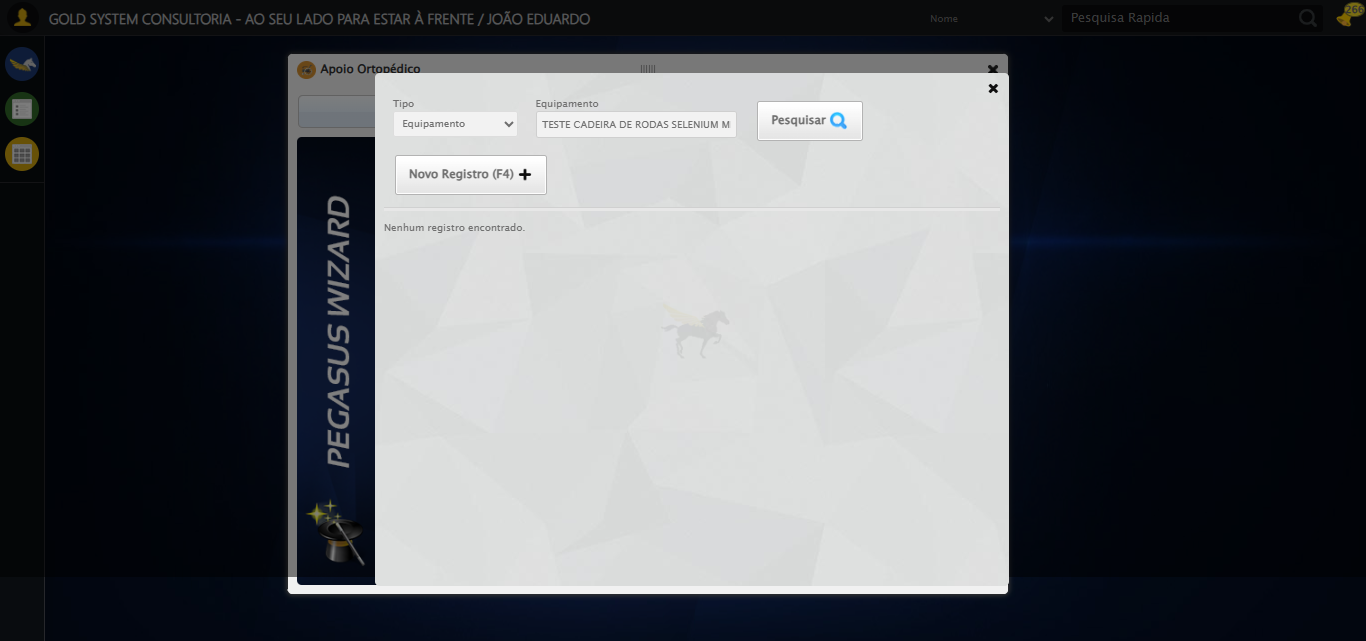 GOLD SYSTEM CONSULTORIA - AO SEU LADO PARA ESTAR À FRENTE / JOÃO EDUARDO
Nome
Pesquisa Rapida
266
Apoio Ortopédico
Tipo
Equipamento
Equipamento
TESTE CADEIRA DE RODAS SELENIUM M
Pesquisar
Novo Registro (F4)
Nenhum registro encontrado.
PEGASUS WIZARD